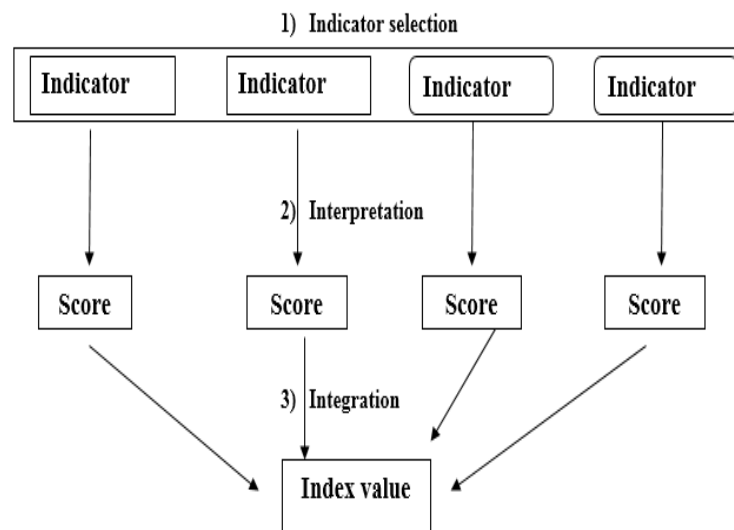 1) Indicator selection
Indicator Indicator Indicator Indicator
2) Interpretation
Score Score Score Score
3) Integration
Index value